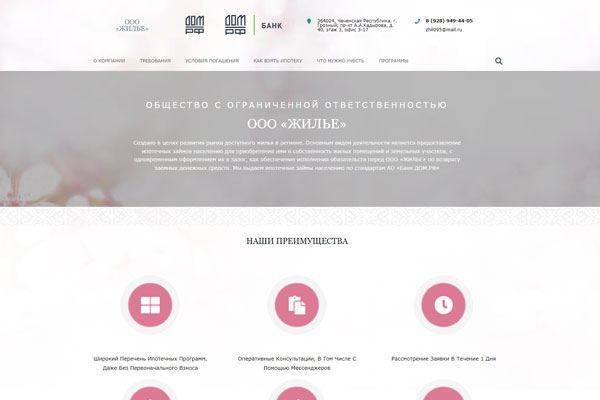 ООО
«ЖИЛЬЕ»
ДОМ
РФ
ДОМ
РФ
БАНК
364024, Чеченская Республика, г.
Грозный, пр-кт А.А.Кадырова, д.
40, этаж 3, офис 3-17
8 (928) 949-44-05
zhil095@mail.ru
О КОМПАНИИ ТРЕБОВАНИЯ УСЛОВИЯ ПОГАШЕНИЯ КАК ВЗЯТЬ ИПОТЕКУ ЧТО НУЖНО УЧЕСТЬ ПРОГРАММЫ
ОБЩЕСТВО С ОГРАНИЧЕННОЙ ОТВЕТСТВЕННОСТЬЮ
ООО «ЖИЛЬЕ»
Создано в целях развития рынка доступного жилья в регионе. Основным видом деятельности является предоставление
ипотечных займов населению для приобретения ими в собственность жилых помещений и земельных участков, с
одновременным оформлением их в залог, как обеспечение исполнения обязательств перед ООО «ЖИЛЬЕ» по возврату
заемных денежных средств. Мы выдаем ипотечные займы населению по стандартам АО «Банк ДОМ.РФ»
НАШИ ПРЕИМУЩЕСТВА
Широкий Перечень Ипотечных Программ,
Даже Без Первоначального Взноса
Оперативные Консультации, В Том Числе С
Помощью Мессенджеров
Рассмотрение Заявки В Течение 1 Дня